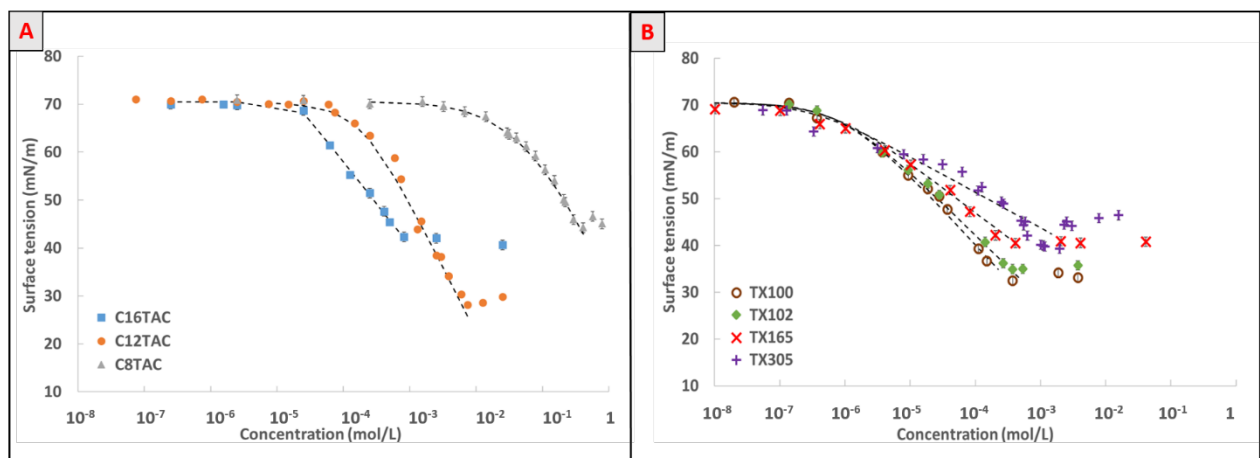 A
Surface tension (mN/m)
80
70
60
50
40
30
20
10
C16TAC
C12TAC
C8TAC
10⁻⁸ 10⁻⁷ 10⁻⁶ 10⁻⁵ 10⁻⁴ 10⁻³ 10⁻² 10⁻¹ 1
Concentration (mol/L)
B
Surface tension (mN/m)
80
70
60
50
40
30
20
10
TX100
TX102
TX165
TX305
10⁻⁸ 10⁻⁷ 10⁻⁶ 10⁻⁵ 10⁻⁴ 10⁻³ 10⁻² 10⁻¹ 1
Concentration (mol/L)